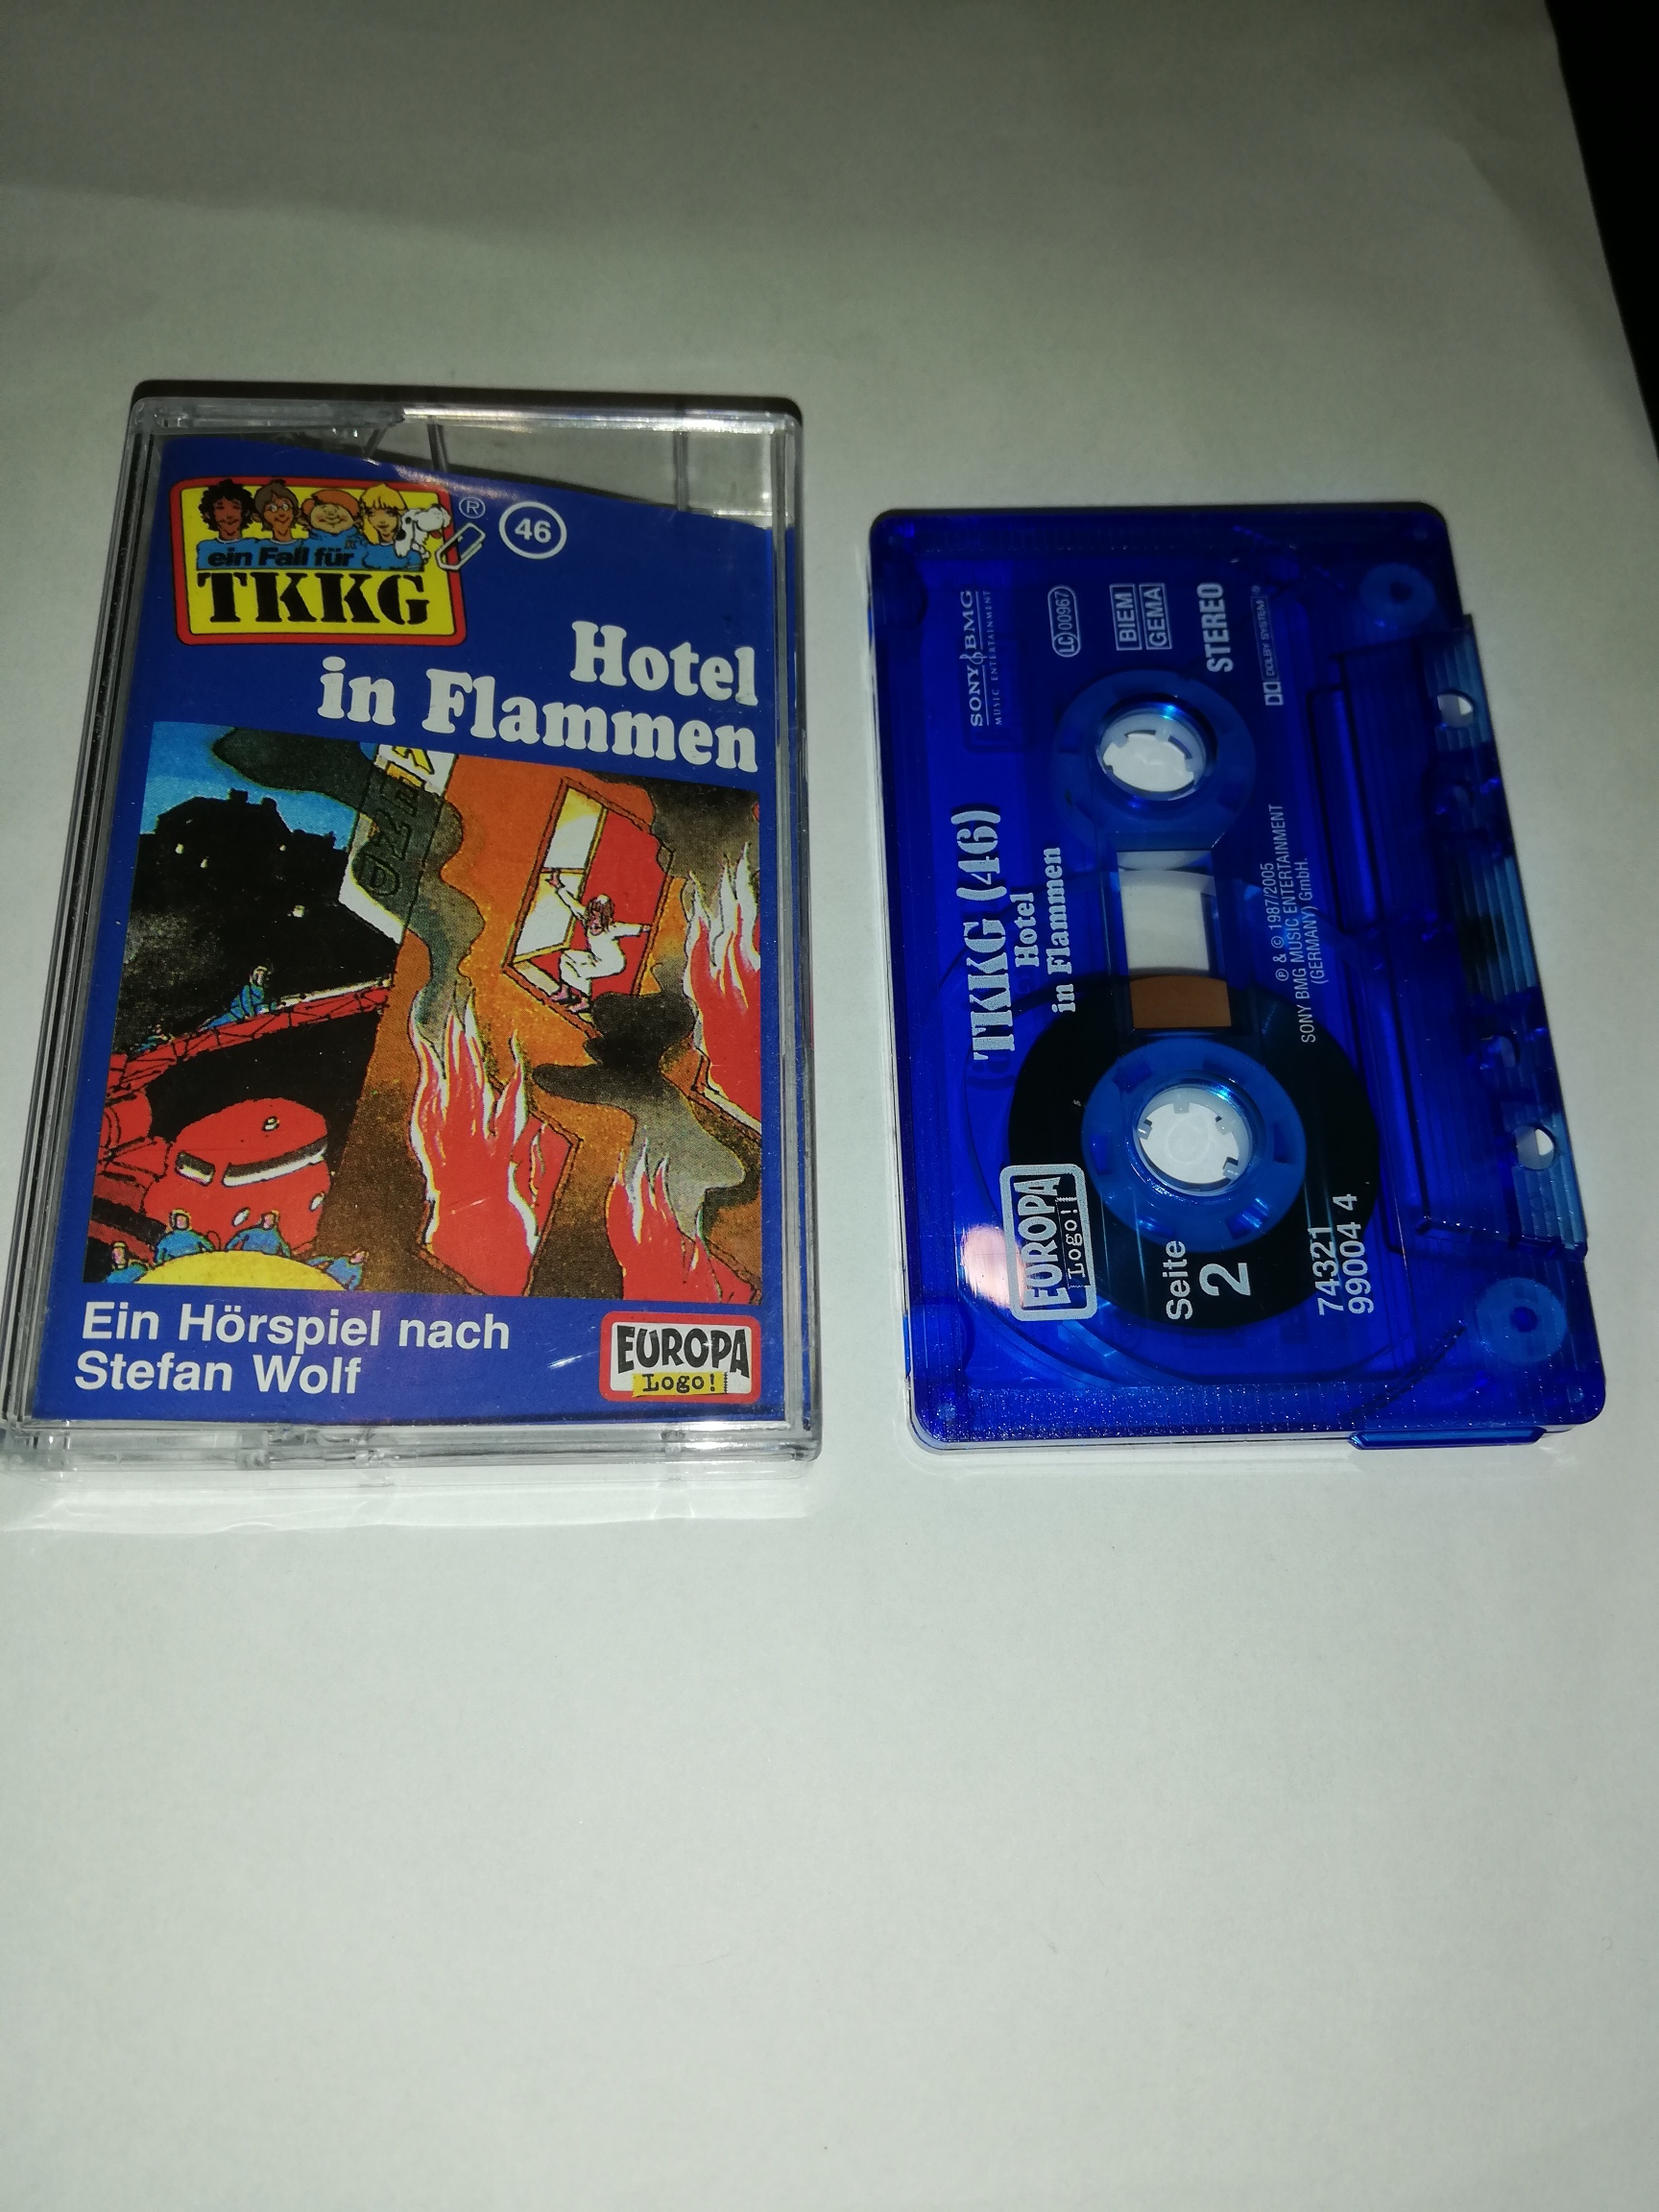 ein Fall für
TKKG
®
46
Hotel
in Flammen
Ein Hörspiel nach
Stefan Wolf
EUROPA
Logo!
SONY BMG
MUSIC ENTERTAINMENT
LC 00967
BIEM
GEMA
STEREO
DOLBY SYSTEM®
TKKG (46)
Hotel
in Flammen
℗ & © 1987/2005
SONY BMG MUSIC ENTERTAINMENT
(GERMANY) GmbH.
EUROPA
Logo!
Seite
2
74321
99004 4